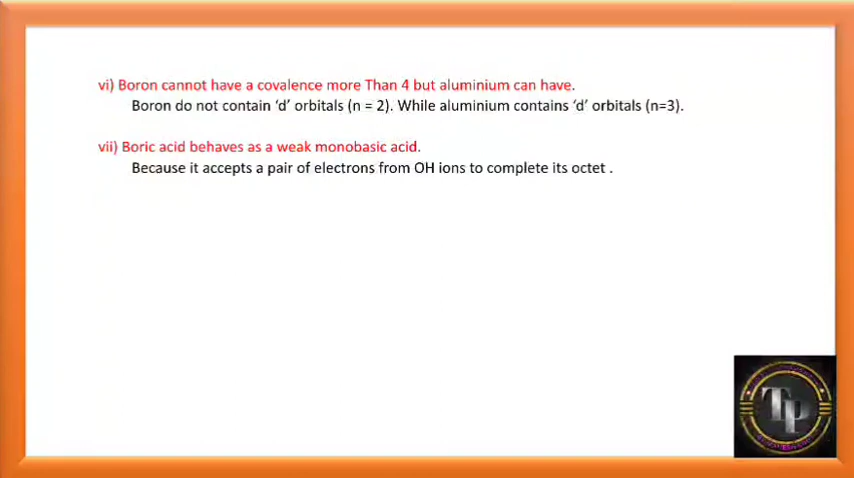 vi) Boron cannot have a covalence more Than 4 but aluminium can have.
Boron do not contain ‘d’ orbitals (n = 2). While aluminium contains ‘d’ orbitals (n=3).
vii) Boric acid behaves as a weak monobasic acid.
Because it accepts a pair of electrons from OH ions to complete its octet .
TP